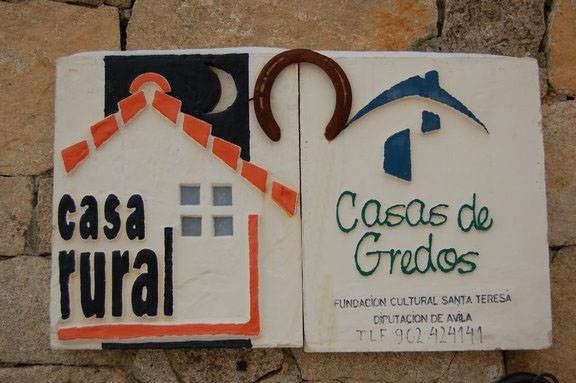 casa
rural
Casas de
Gredos
FUNDACION CULTURAL SANTA TERESA
DIPUTACION DE AVILA
TLF 902 424141